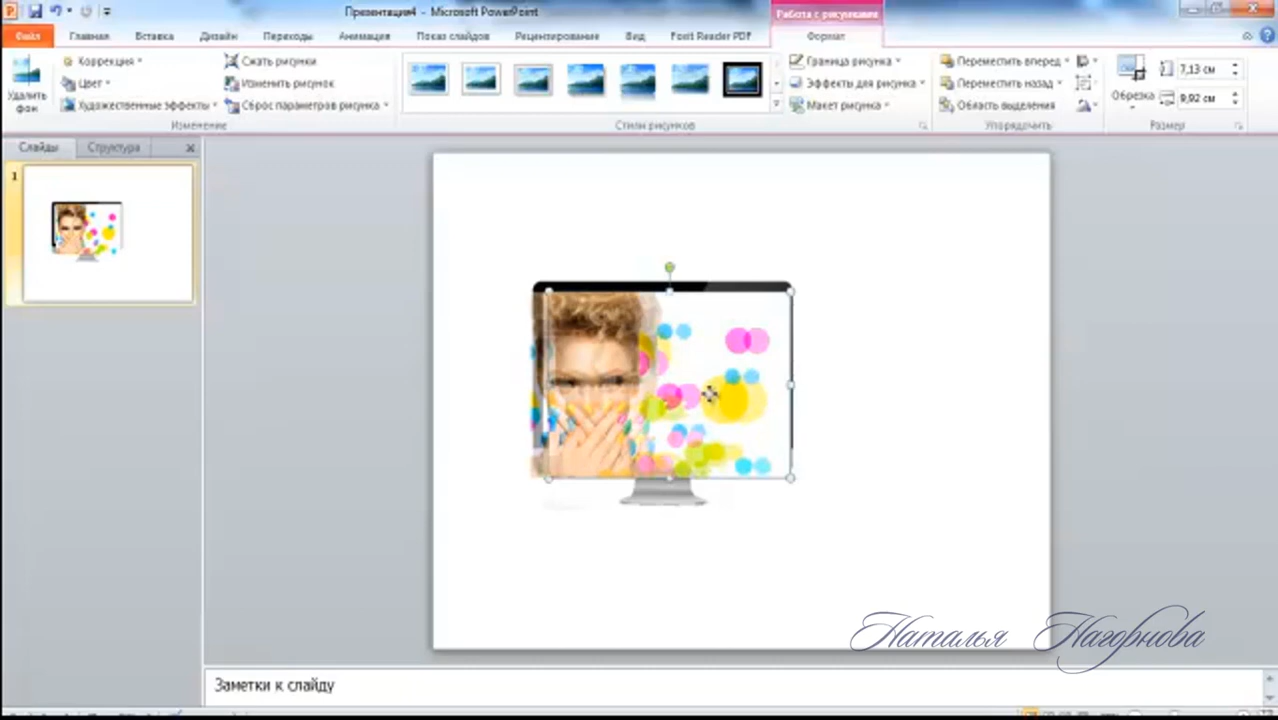 Презентация4 - Microsoft PowerPoint
Работа с рисунками
Файл Главная Вставка Дизайн Переходы Анимация Показ слайдов Рецензирование Вид Foxit Reader PDF Формат
Удалить фон
Коррекция
Цвет
Художественные эффекты
Сжать рисунки
Изменить рисунок
Сброс параметров рисунка
Изменение
Стили рисунков
Граница рисунка
Эффекты для рисунка
Макет рисунка
Переместить вперед
Переместить назад
Область выделения
Упорядочить
Обрезка
7,13 см
9,92 см
Размер
Слайды Структура
1
Наталья Нагорнова
Заметки к слайду